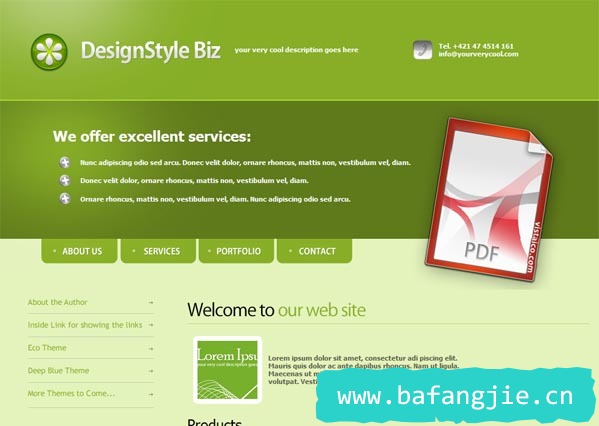 DesignStyle Biz
your very cool description goes here
Tel. +421 47 4514 161
info@yourverycool.com
We offer excellent services:
Nunc adipiscing odio sed arcu. Donec velit dolor, ornare rhoncus, mattis non, vestibulum vel, diam.
Donec velit dolor, ornare rhoncus, mattis non, vestibulum vel, diam.
Ornare rhoncus, mattis non, vestibulum vel, diam. Nunc adipiscing odio sed arcu.
PDF
vistaico.com
ABOUT US
SERVICES
PORTFOLIO
CONTACT
About the Author
Inside Link for showing the links
Eco Theme
Deep Blue Theme
More Themes to Come...
Welcome to our web site
Lorem Ipsu
your very cool description goes
Lorem ipsum dolor sit amet, consectetur adi piscing elit.
Mauris quis dolor ac ante dapibus rhoncus. Nam ut ligula.
Maecenas ut m
volutpat. Vesti
www.bafangjie.cn
Products